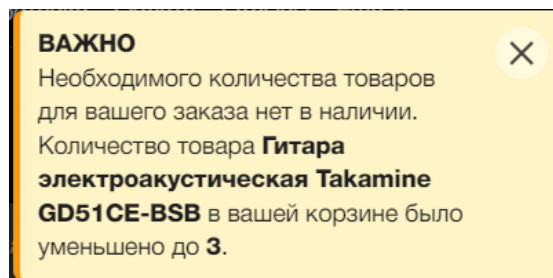 ВАЖНО
Необходимого количества товаров
для вашего заказа нет в наличии.
Количество товара Гитара
электроакустическая Takamine
GD51CE-BSB в вашей корзине было
уменьшено до 3.